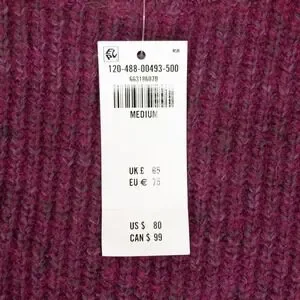 120-488-00493-500
MEDIUM
UK £ 65
EU € 75
US $ 80
CAN $ 99